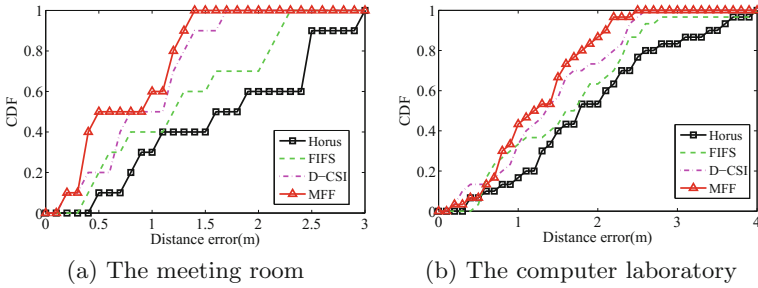 1
0.8
0.6
0.4
0.2
0
CDF
0 0.5 1 1.5 2 2.5 3
Distance error(m)
Horus
FIFS
D−CSI
MFF
(a) The meeting room
1
0.8
0.6
0.4
0.2
0
CDF
0 1 2 3 4
Distance error(m)
Horus
FIFS
D−CSI
MFF
(b) The computer laboratory